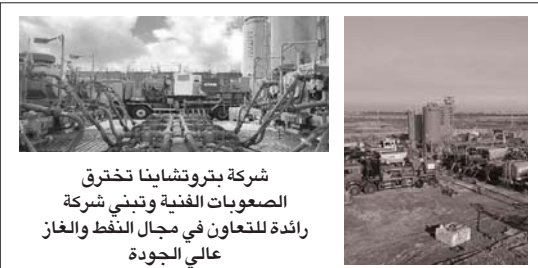 شركة بتروتشاينا تخترق
الصعوبات الفنية وتبني شركة
رائدة للتعاون في مجال النفط والغاز
عالي الجودة